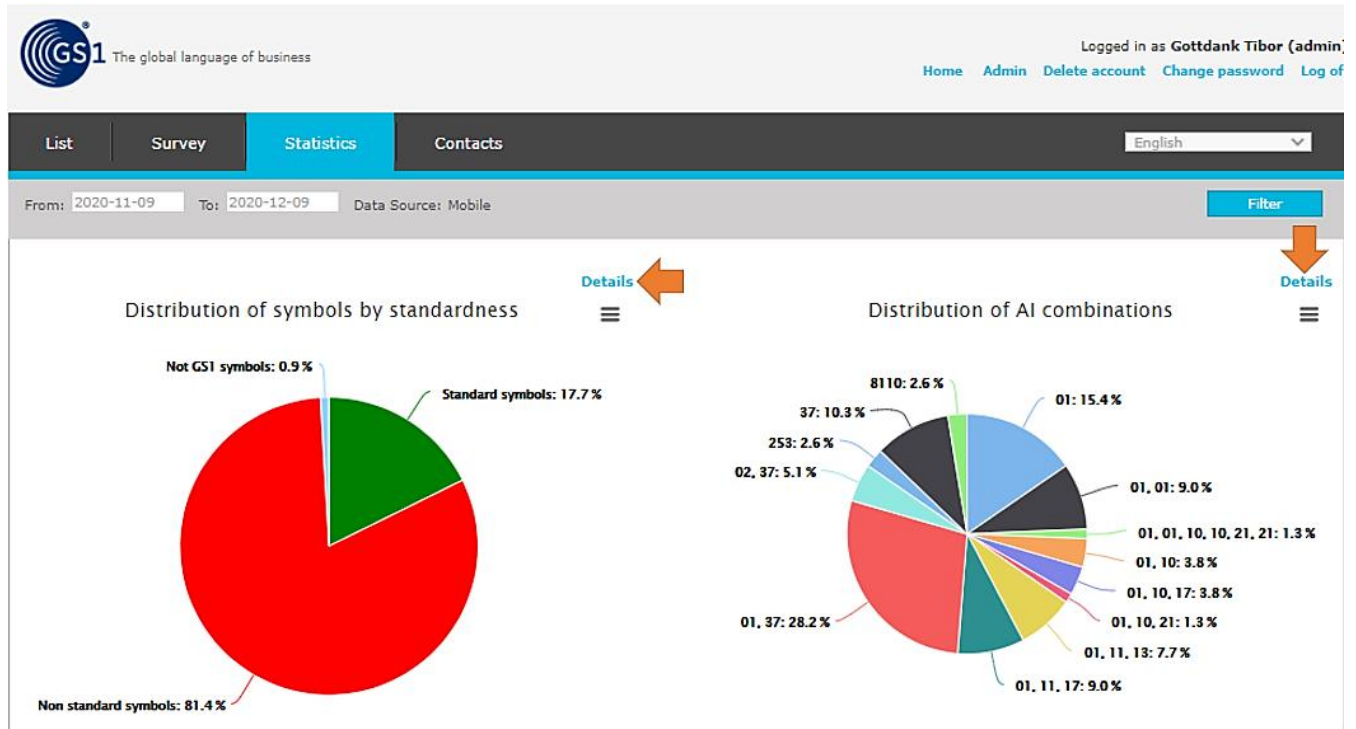 GS1 The global language of business
Logged in as Gottdank Tibor (admin)
Home Admin Delete account Change password Log of
List Survey Statistics Contacts English
From: 2020-11-09 To: 2020-12-09 Data Source: Mobile Filter
Details
Distribution of symbols by standardness
Not GS1 symbols: 0.9 %
Standard symbols: 17.7 %
Non standard symbols: 81.4 %
Details
Distribution of AI combinations
8110: 2.6 %
01: 15.4 %
37: 10.3 %
253: 2.6 %
02, 37: 5.1 %
01, 01: 9.0 %
01, 01, 10, 10, 21, 21: 1.3 %
01, 10: 3.8 %
01, 10, 17: 3.8 %
01, 10, 21: 1.3 %
01, 37: 28.2 %
01, 11, 13: 7.7 %
01, 11, 17: 9.0 %